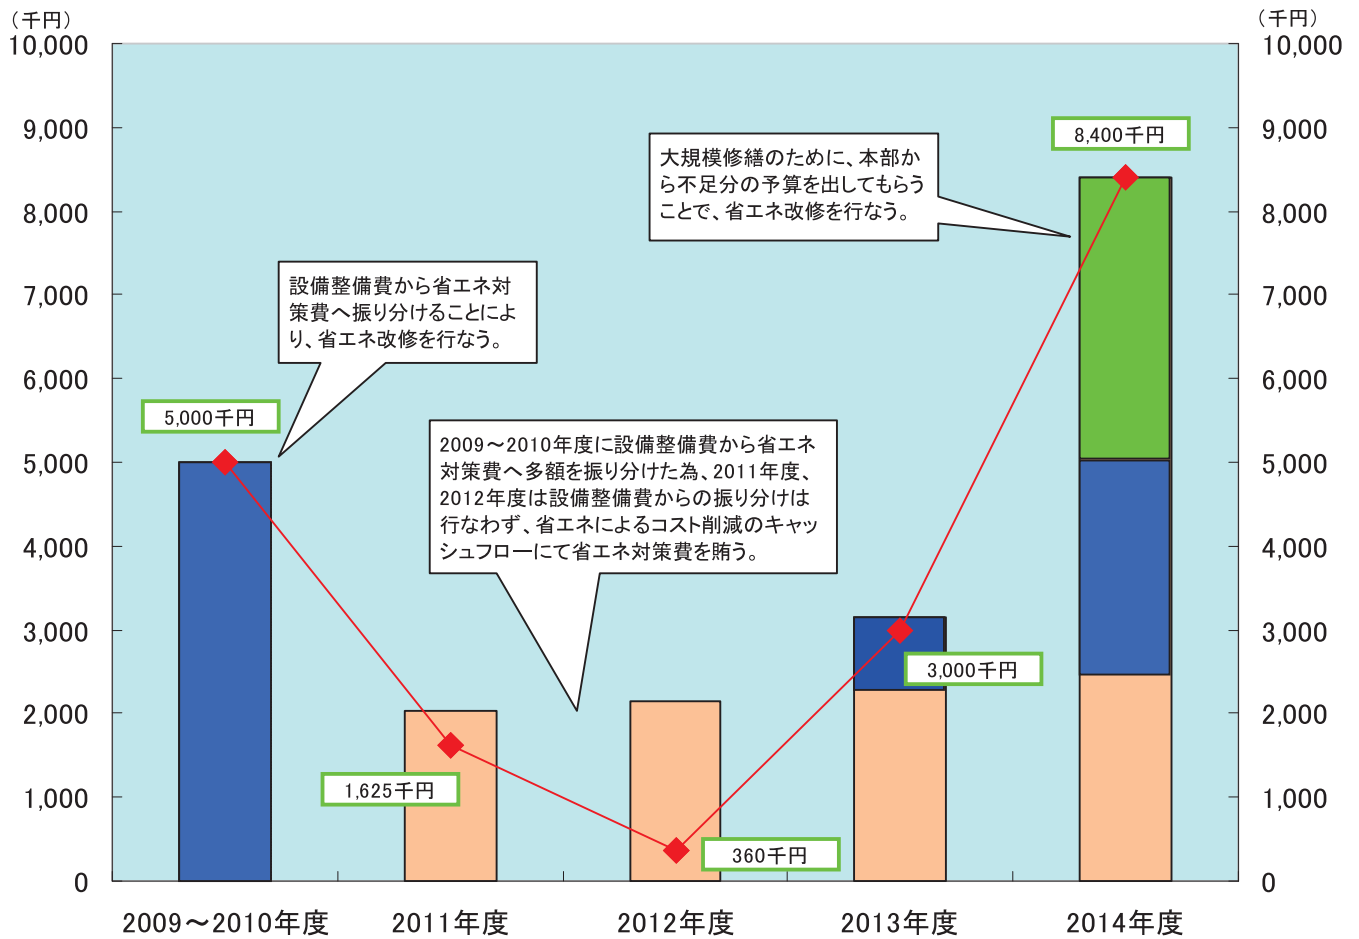 （千円）
（千円）
10,000
9,000
8,000
7,000
6,000
5,000
4,000
3,000
2,000
1,000
0
10,000
9,000
8,000
7,000
6,000
5,000
4,000
3,000
2,000
1,000
0
8,400千円
大規模修繕のために、本部か
ら不足分の予算を出してもらう
ことで、省エネ改修を行なう。
設備整備費から省エネ対
策費へ振り分けることによ
り、省エネ改修を行なう。
5,000千円
2009～2010年度に設備整備費から省エネ
対策費へ多額を振り分けた為、2011年度、
2012年度は設備整備費からの振り分けは
行なわず、省エネによるコスト削減のキャッ
シュフローにて省エネ対策費を賄う。
3,000千円
1,625千円
360千円
2009～2010年度
2011年度
2012年度
2013年度
2014年度